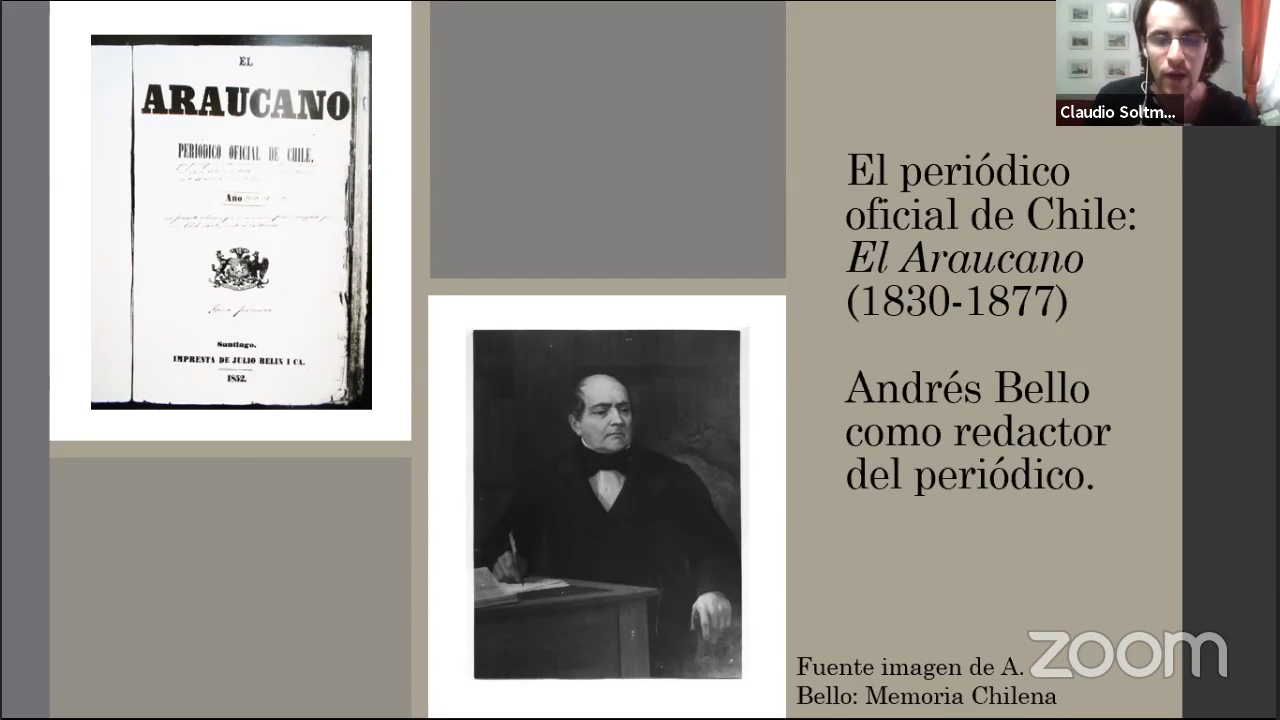 EL
ARAUCANO
PERIÓDICO OFICIAL DE CHILE.
Año
Santiago.
IMPRENTA DE JULIO BELIN I CA.
1852.
Claudio Soltm...
El periódico
oficial de Chile:
El Araucano
(1830-1877)
Andrés Bello
como redactor
del periódico.
Fuente imagen de A.
Bello: Memoria Chilena
zoom